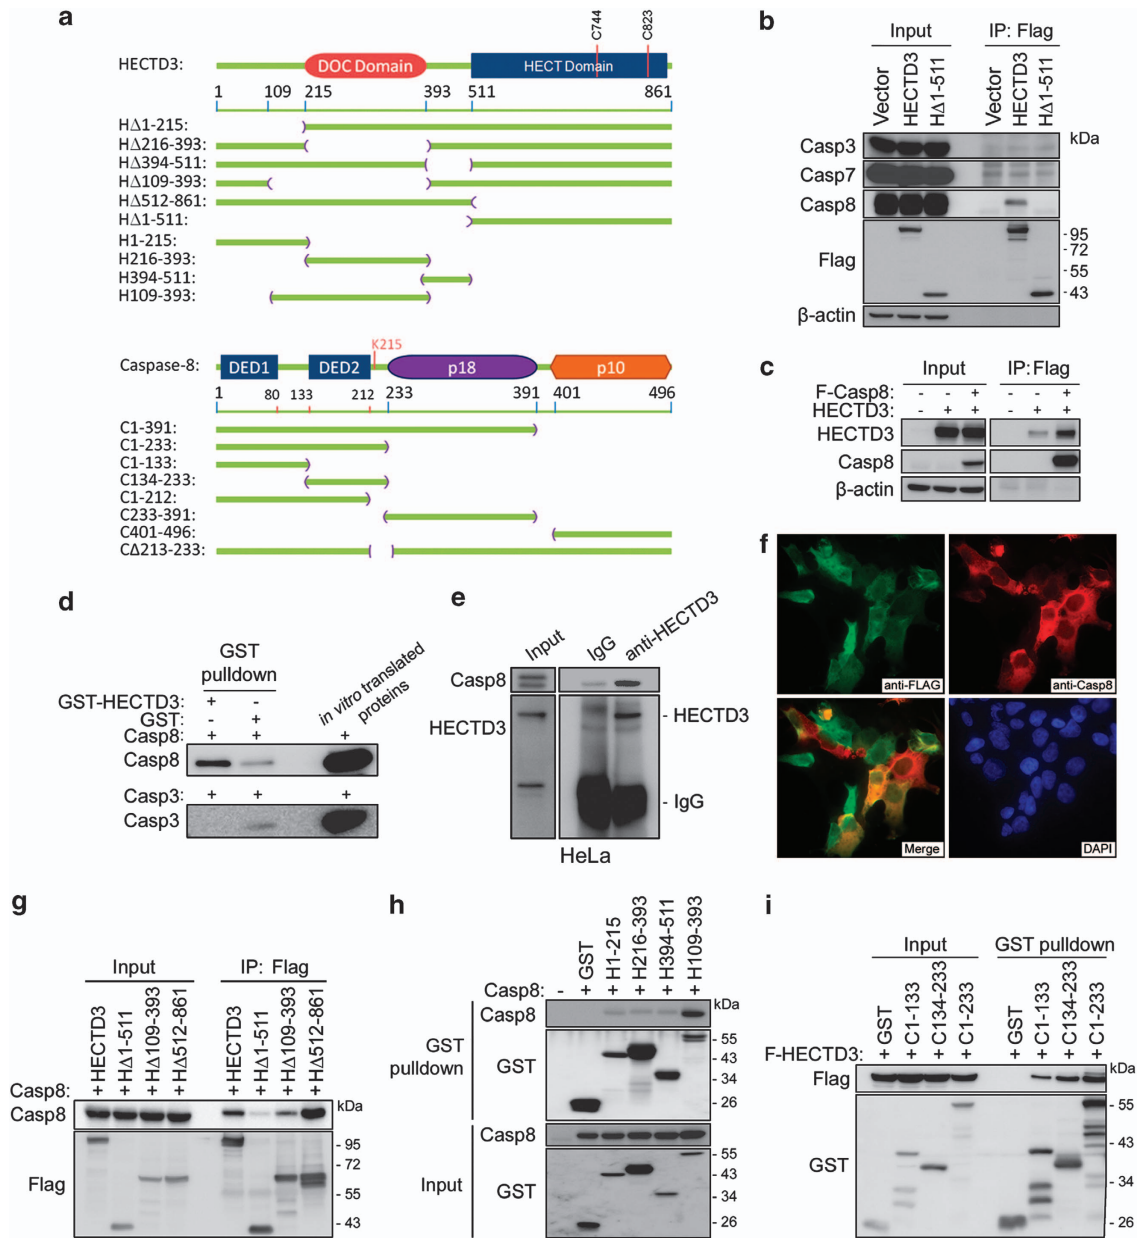 a
C744
C823
HECTD3:
DOC Domain
HECT Domain
1 109 215 393 511 861
HΔ1-215:
HΔ216-393:
HΔ394-511:
HΔ109-393:
HΔ512-861:
HΔ1-511:
H1-215:
H216-393:
H394-511:
H109-393:
K215
Caspase-8:
DED1 DED2 p18 p10
1 80 133 212 233 391 401 496
C1-391:
C1-233:
C1-133:
C134-233:
C1-212:
C233-391:
C401-496:
CΔ213-233:
b
Input IP: Flag
Vector HECTD3 HΔ1-511 Vector HECTD3 HΔ1-511
kDa
Casp3
Casp7
Casp8
Flag
- 95
- 72
- 55
- 43
β-actin
c
Input IP:Flag
F-Casp8: - - + - - +
HECTD3: - + + - + +
HECTD3
Casp8
β-actin
d
GST pulldown
in vitro translated proteins
GST-HECTD3: + -
GST: - +
Casp8: + + +
Casp8
Casp3: + + +
Casp3
e
Input IgG anti-HECTD3
Casp8
HECTD3
- HECTD3
- IgG
HeLa
f
anti-FLAG
anti-Casp8
Merge
DAPI
g
Input IP: Flag
HECTD3 HΔ1-511 HΔ109-393 HΔ512-861 HECTD3 HΔ1-511 HΔ109-393 HΔ512-861
Casp8: + + + + + + + +
Casp8
kDa
Flag
- 95
- 72
- 55
- 43
h
GST H1-215 H216-393 H394-511 H109-393
Casp8: - + + + + +
kDa
GST pulldown
Casp8
GST
- 55
- 43
- 34
- 26
Input
Casp8
GST
- 55
- 43
- 34
- 26
i
Input GST pulldown
GST C1-133 C134-233 C1-233 GST C1-133 C134-233 C1-233
F-HECTD3: + + + + + + + +
kDa
Flag
GST
- 55
- 43
- 34
- 26